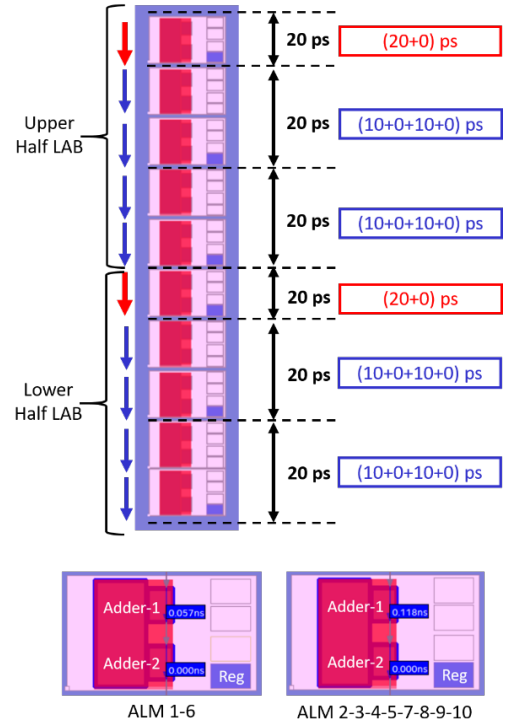 20 ps
(20+0) ps
Upper
Half LAB
20 ps
(10+0+10+0) ps
20 ps
(10+0+10+0) ps
20 ps
(20+0) ps
Lower
Half LAB
20 ps
(10+0+10+0) ps
20 ps
(10+0+10+0) ps
Adder-1
0.057ns
Adder-2
0.000ns
Reg
ALM 1-6
Adder-1
0.118ns
Adder-2
0.000ns
Reg
ALM 2-3-4-5-7-8-9-10